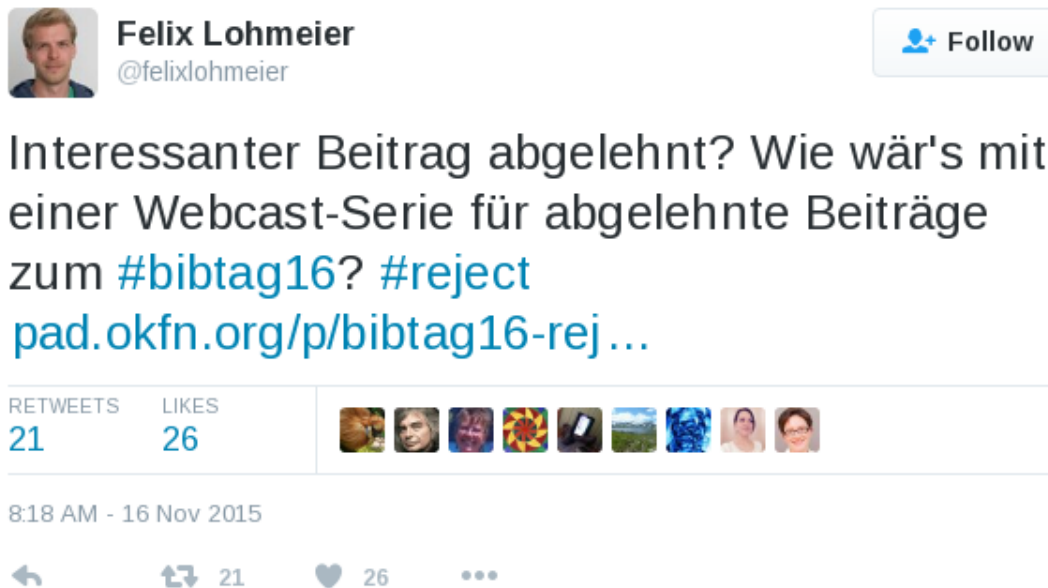 Felix Lohmeier
@felixlohmeier
Follow
Interessanter Beitrag abgelehnt? Wie wär's mit
einer Webcast-Serie für abgelehnte Beiträge
zum #bibtag16? #reject
pad.okfn.org/p/bibtag16-rej…
RETWEETS LIKES
21 26
8:18 AM - 16 Nov 2015
21 26